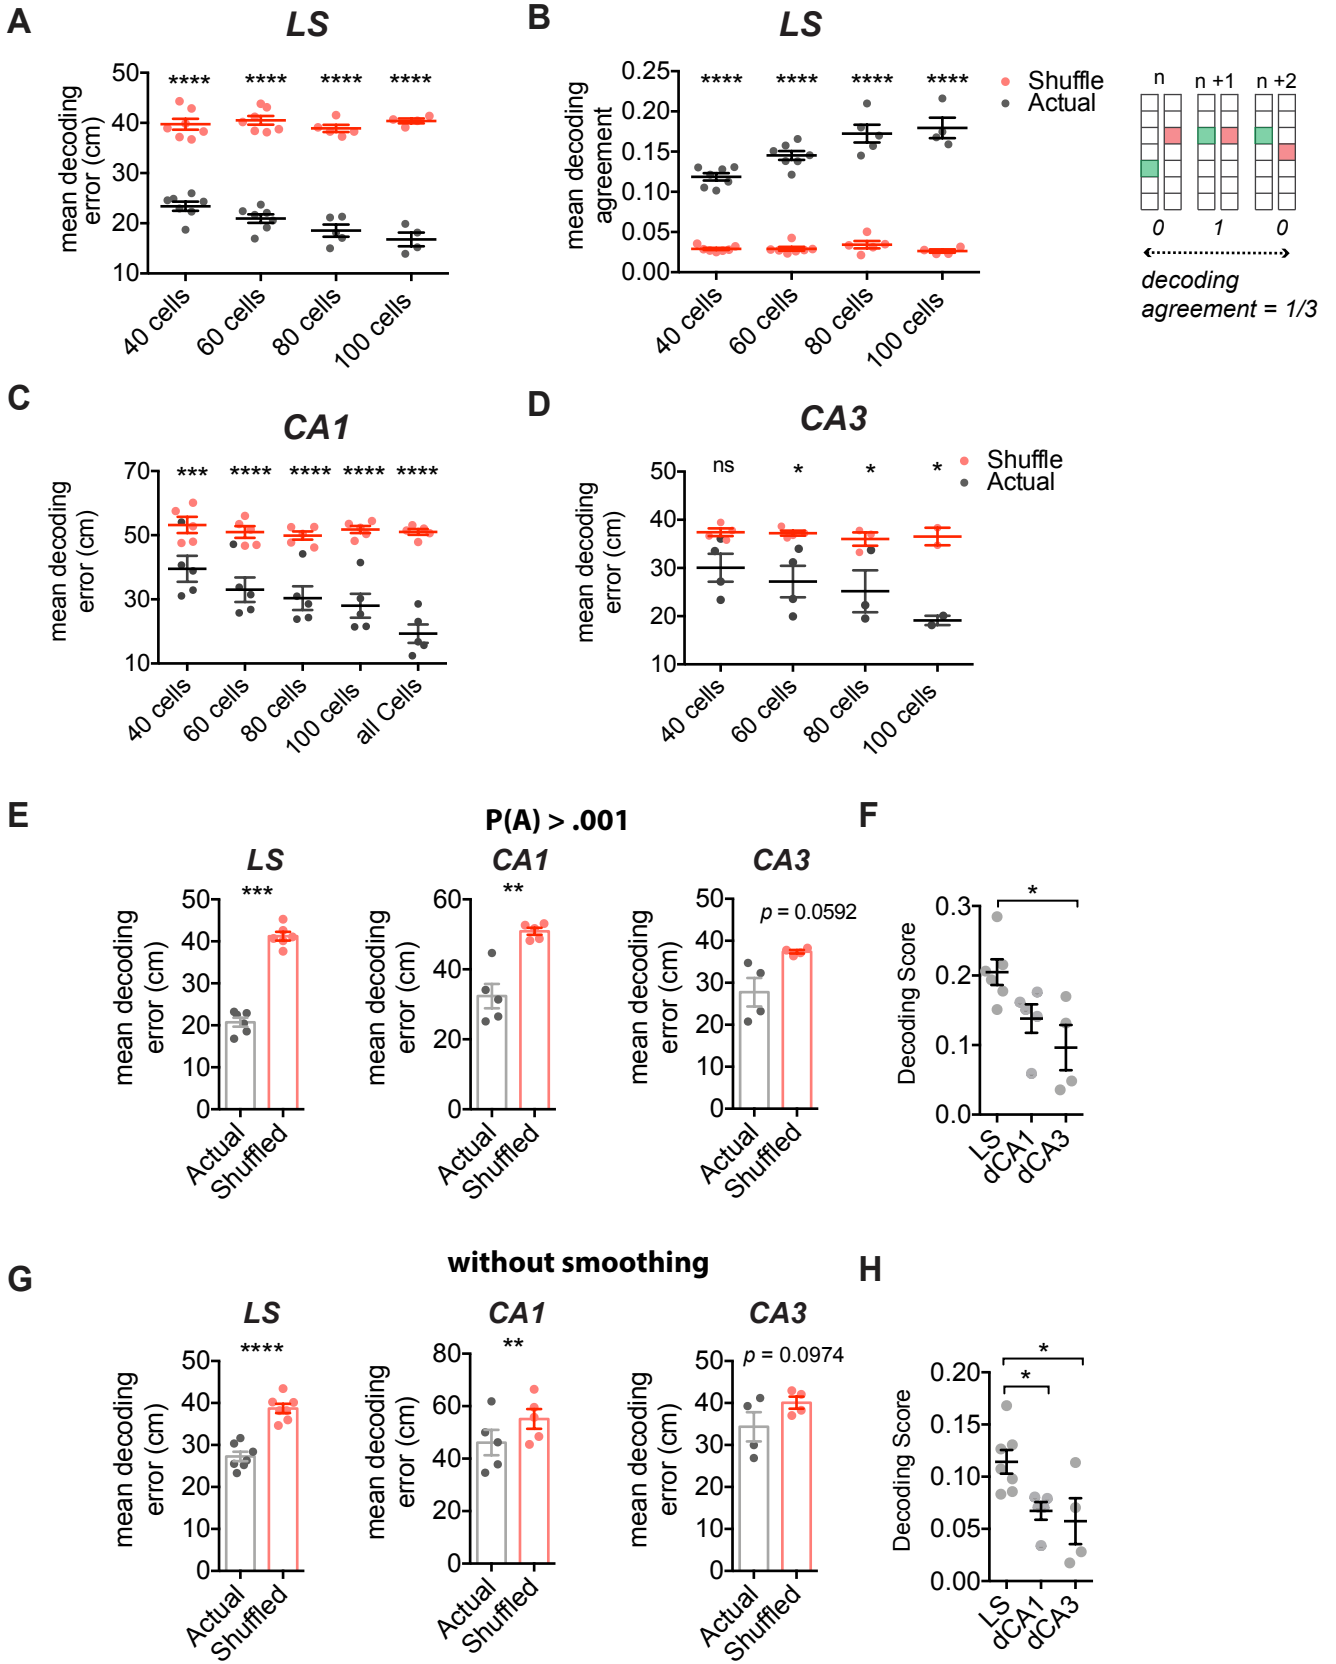 A
LS
mean decoding
error (cm)
50
40
30
20
10
**** **** **** ****
40 cells
60 cells
80 cells
100 cells
B
LS
mean decoding
agreement
0.25
0.20
0.15
0.10
0.05
0.00
**** **** **** ****
40 cells
60 cells
80 cells
100 cells
Shuffle
Actual
n n +1 n +2
0 1 0
decoding
agreement = 1/3
C
CA1
mean decoding
error (cm)
70
50
30
10
*** **** **** **** ****
40 cells
60 cells
80 cells
100 cells
all Cells
D
CA3
mean decoding
error (cm)
50
40
30
20
10
ns * * *
40 cells
60 cells
80 cells
100 cells
Shuffle
Actual
E
P(A) > .001
LS
mean decoding
error (cm)
50
40
30
20
10
0
***
Actual
Shuffled
CA1
mean decoding
error (cm)
60
40
20
0
**
Actual
Shuffled
CA3
mean decoding
error (cm)
50
40
30
20
10
0
p = 0.0592
Actual
Shuffled
F
Decoding Score
0.3
0.2
0.1
0.0
*
LS
dCA1
dCA3
G
without smoothing
LS
mean decoding
error (cm)
50
40
30
20
10
0
****
Actual
Shuffled
CA1
mean decoding
error (cm)
80
60
40
20
0
**
Actual
Shuffled
CA3
mean decoding
error (cm)
50
40
30
20
10
0
p = 0.0974
Actual
Shuffled
H
Decoding Score
0.20
0.15
0.10
0.05
0.00
*
*
LS
dCA1
dCA3